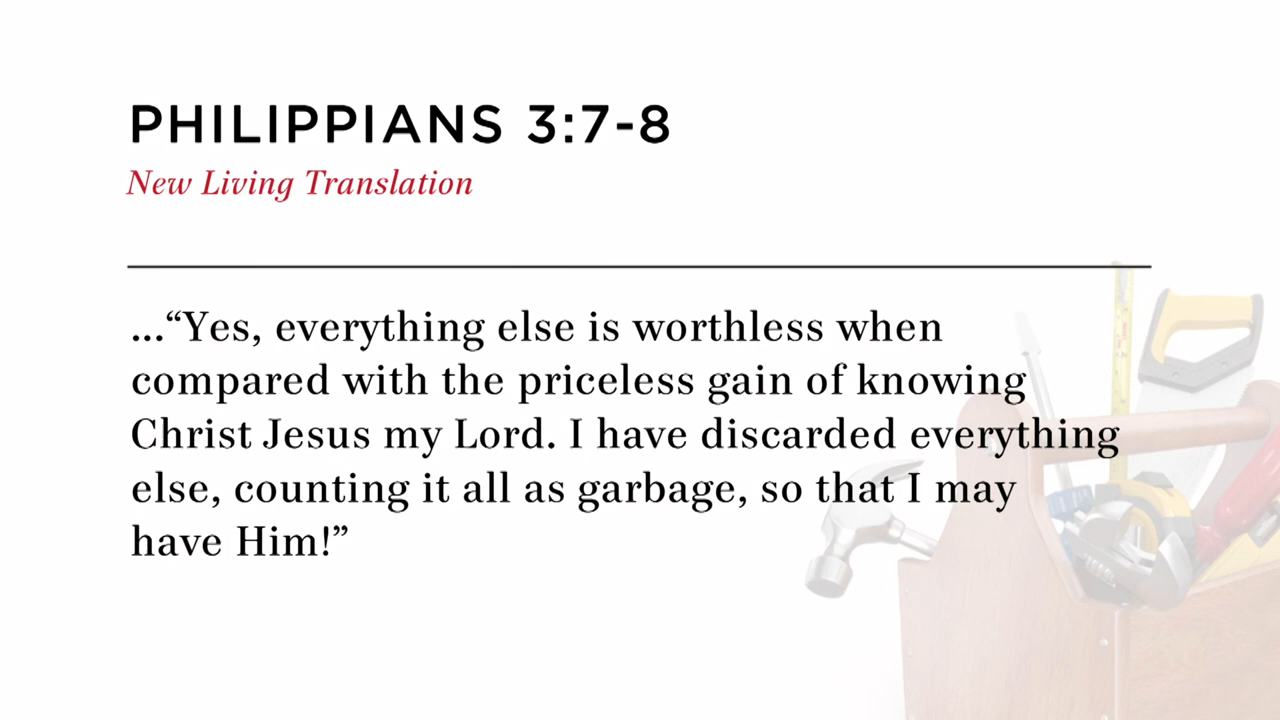 PHILIPPIANS 3:7-8
New Living Translation
...“Yes, everything else is worthless when
compared with the priceless gain of knowing
Christ Jesus my Lord. I have discarded everything
else, counting it all as garbage, so that I may
have Him!”